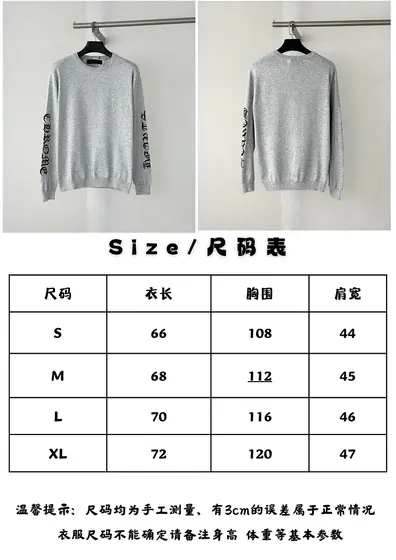 CHROME
Size/尺码表
尺码 衣长 胸围 肩宽
S 66 108 44
M 68 112 45
L 70 116 46
XL 72 120 47
温馨提示：尺码均为手工测量、有3cm的误差属于正常情况
衣服尺码不能确定请备注身高 体重等基本参数